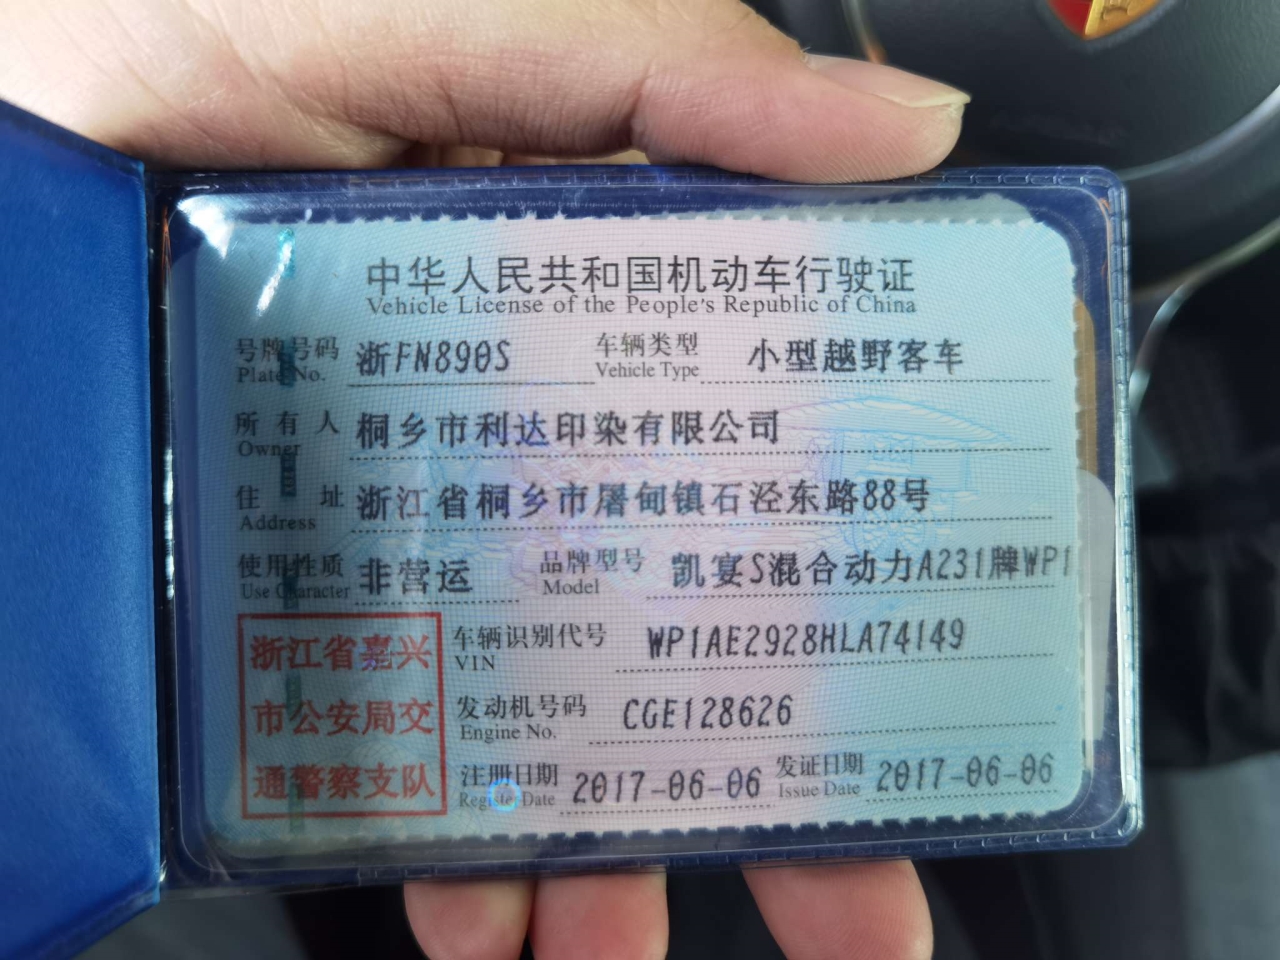 中华人民共和国机动车行驶证
Vehicle License of the People's Republic of China
号牌号码 浙FN890S 车辆类型 小型越野客车
Plate No. Vehicle Type
所有人 桐乡市利达印染有限公司
Owner
住址 浙江省桐乡市屠甸镇石泾东路88号
Address
使用性质 非营运 品牌型号 凯宴S混合动力A231牌WP1
Use Character Model
浙江省嘉兴
市公安局交
通警察支队
车辆识别代号 WP1AE2928HLA74149
VIN
发动机号码 CGE128626
Engine No.
注册日期 2017-06-06 发证日期 2017-06-06
Register Date Issue Date